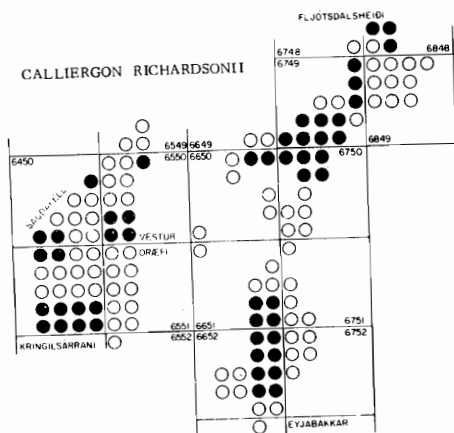 FLJÓTSDALSHEIÐI
6748 6848
6749
CALLIERGON RICHARDSONII
6549 6649
6450 6550 6650 6750 6849
VESTUR
ÖRÆFI
6551 6651 6751
KRINGILSÁRRANI 6552 6652 6752
EYJABAKKAR